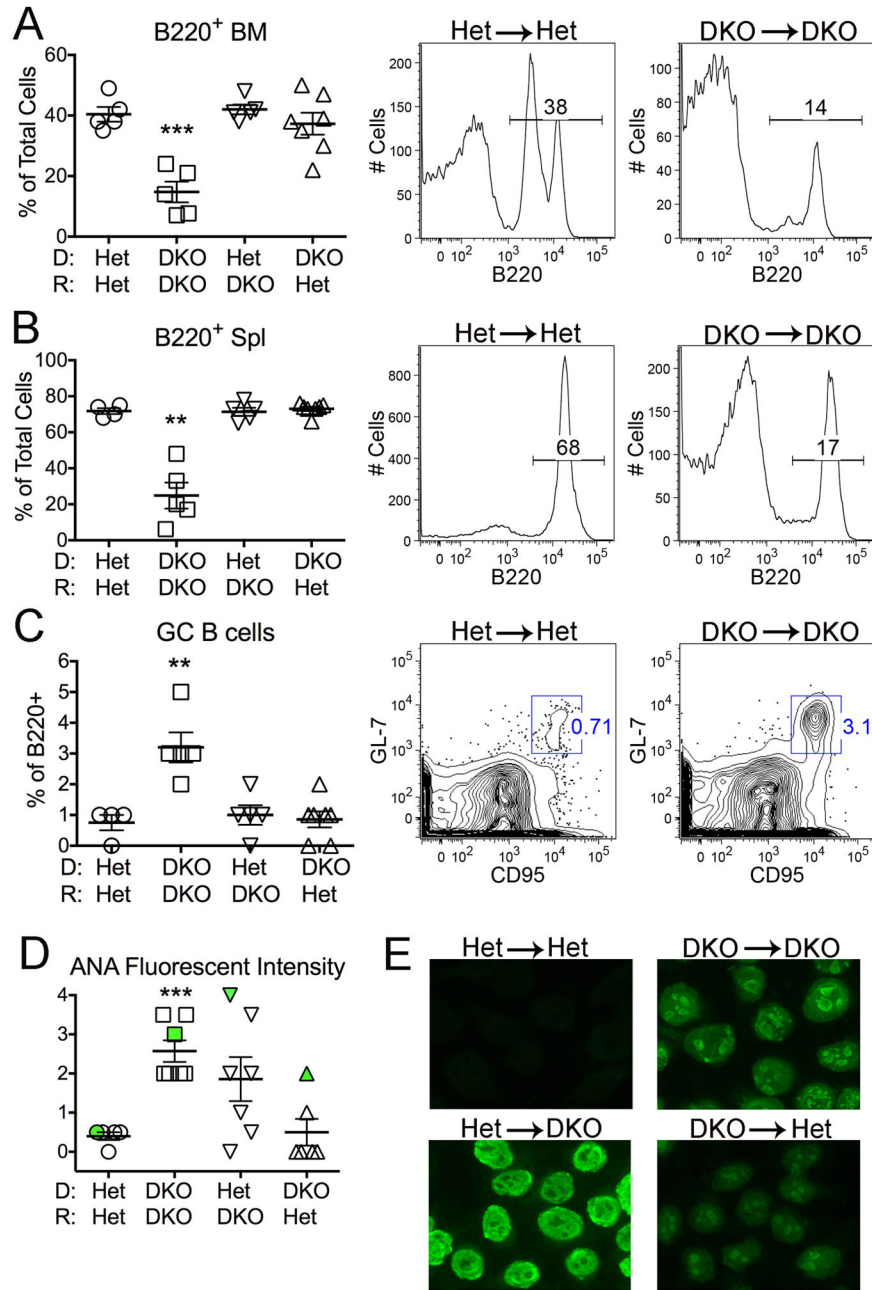 A
B220⁺ BM
% of Total Cells
60
40
20
0
D: Het DKO Het DKO
R: Het DKO DKO Het
***
Het → Het
# Cells
200
150
100
50
0
38
0 10² 10³ 10⁴ 10⁵
B220
DKO → DKO
# Cells
100
80
60
40
20
0
14
0 10² 10³ 10⁴ 10⁵
B220
B
B220⁺ Spl
% of Total Cells
100
80
60
40
20
0
**
D: Het DKO Het DKO
R: Het DKO DKO Het
Het → Het
# Cells
800
600
400
200
0
68
0 10² 10³ 10⁴ 10⁵
B220
DKO → DKO
# Cells
200
150
100
50
0
17
0 10² 10³ 10⁴ 10⁵
B220
C
GC B cells
% of B220+
6
5
4
3
2
1
0
**
D: Het DKO Het DKO
R: Het DKO DKO Het
Het → Het
GL-7
10⁵
10⁴
10³
10²
0
0.71
0 10² 10³ 10⁴ 10⁵
CD95
DKO → DKO
GL-7
10⁵
10⁴
10³
10²
0
3.1
0 10² 10³ 10⁴ 10⁵
CD95
D
ANA Fluorescent Intensity
4
3
2
1
0
***
D: Het DKO Het DKO
R: Het DKO DKO Het
E
Het → Het
DKO → DKO
Het → DKO
DKO → Het